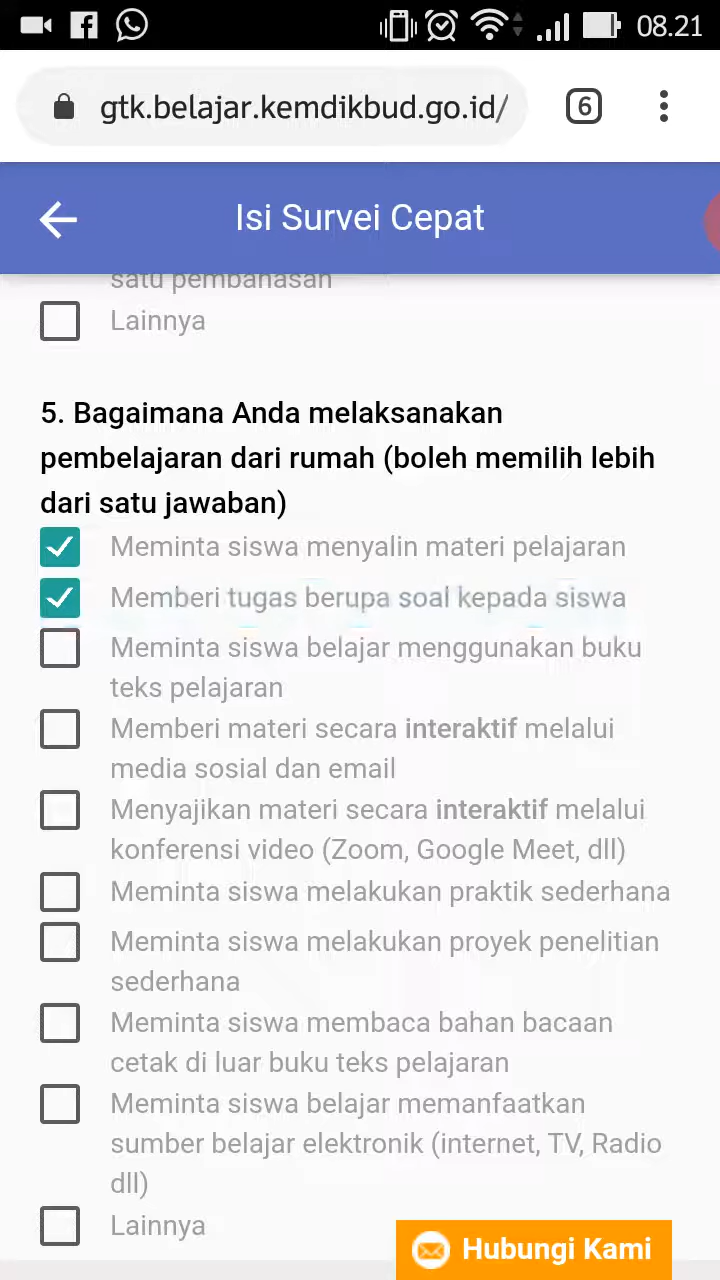 08.21
gtk.belajar.kemdikbud.go.id/
6
Isi Survei Cepat
satu pembahasan
Lainnya
5. Bagaimana Anda melaksanakan
pembelajaran dari rumah (boleh memilih lebih
dari satu jawaban)
Meminta siswa menyalin materi pelajaran
Memberi tugas berupa soal kepada siswa
Meminta siswa belajar menggunakan buku
teks pelajaran
Memberi materi secara interaktif melalui
media sosial dan email
Menyajikan materi secara interaktif melalui
konferensi video (Zoom, Google Meet, dll)
Meminta siswa melakukan praktik sederhana
Meminta siswa melakukan proyek penelitian
sederhana
Meminta siswa membaca bahan bacaan
cetak di luar buku teks pelajaran
Meminta siswa belajar memanfaatkan
sumber belajar elektronik (internet, TV, Radio
dll)
Lainnya
Hubungi Kami